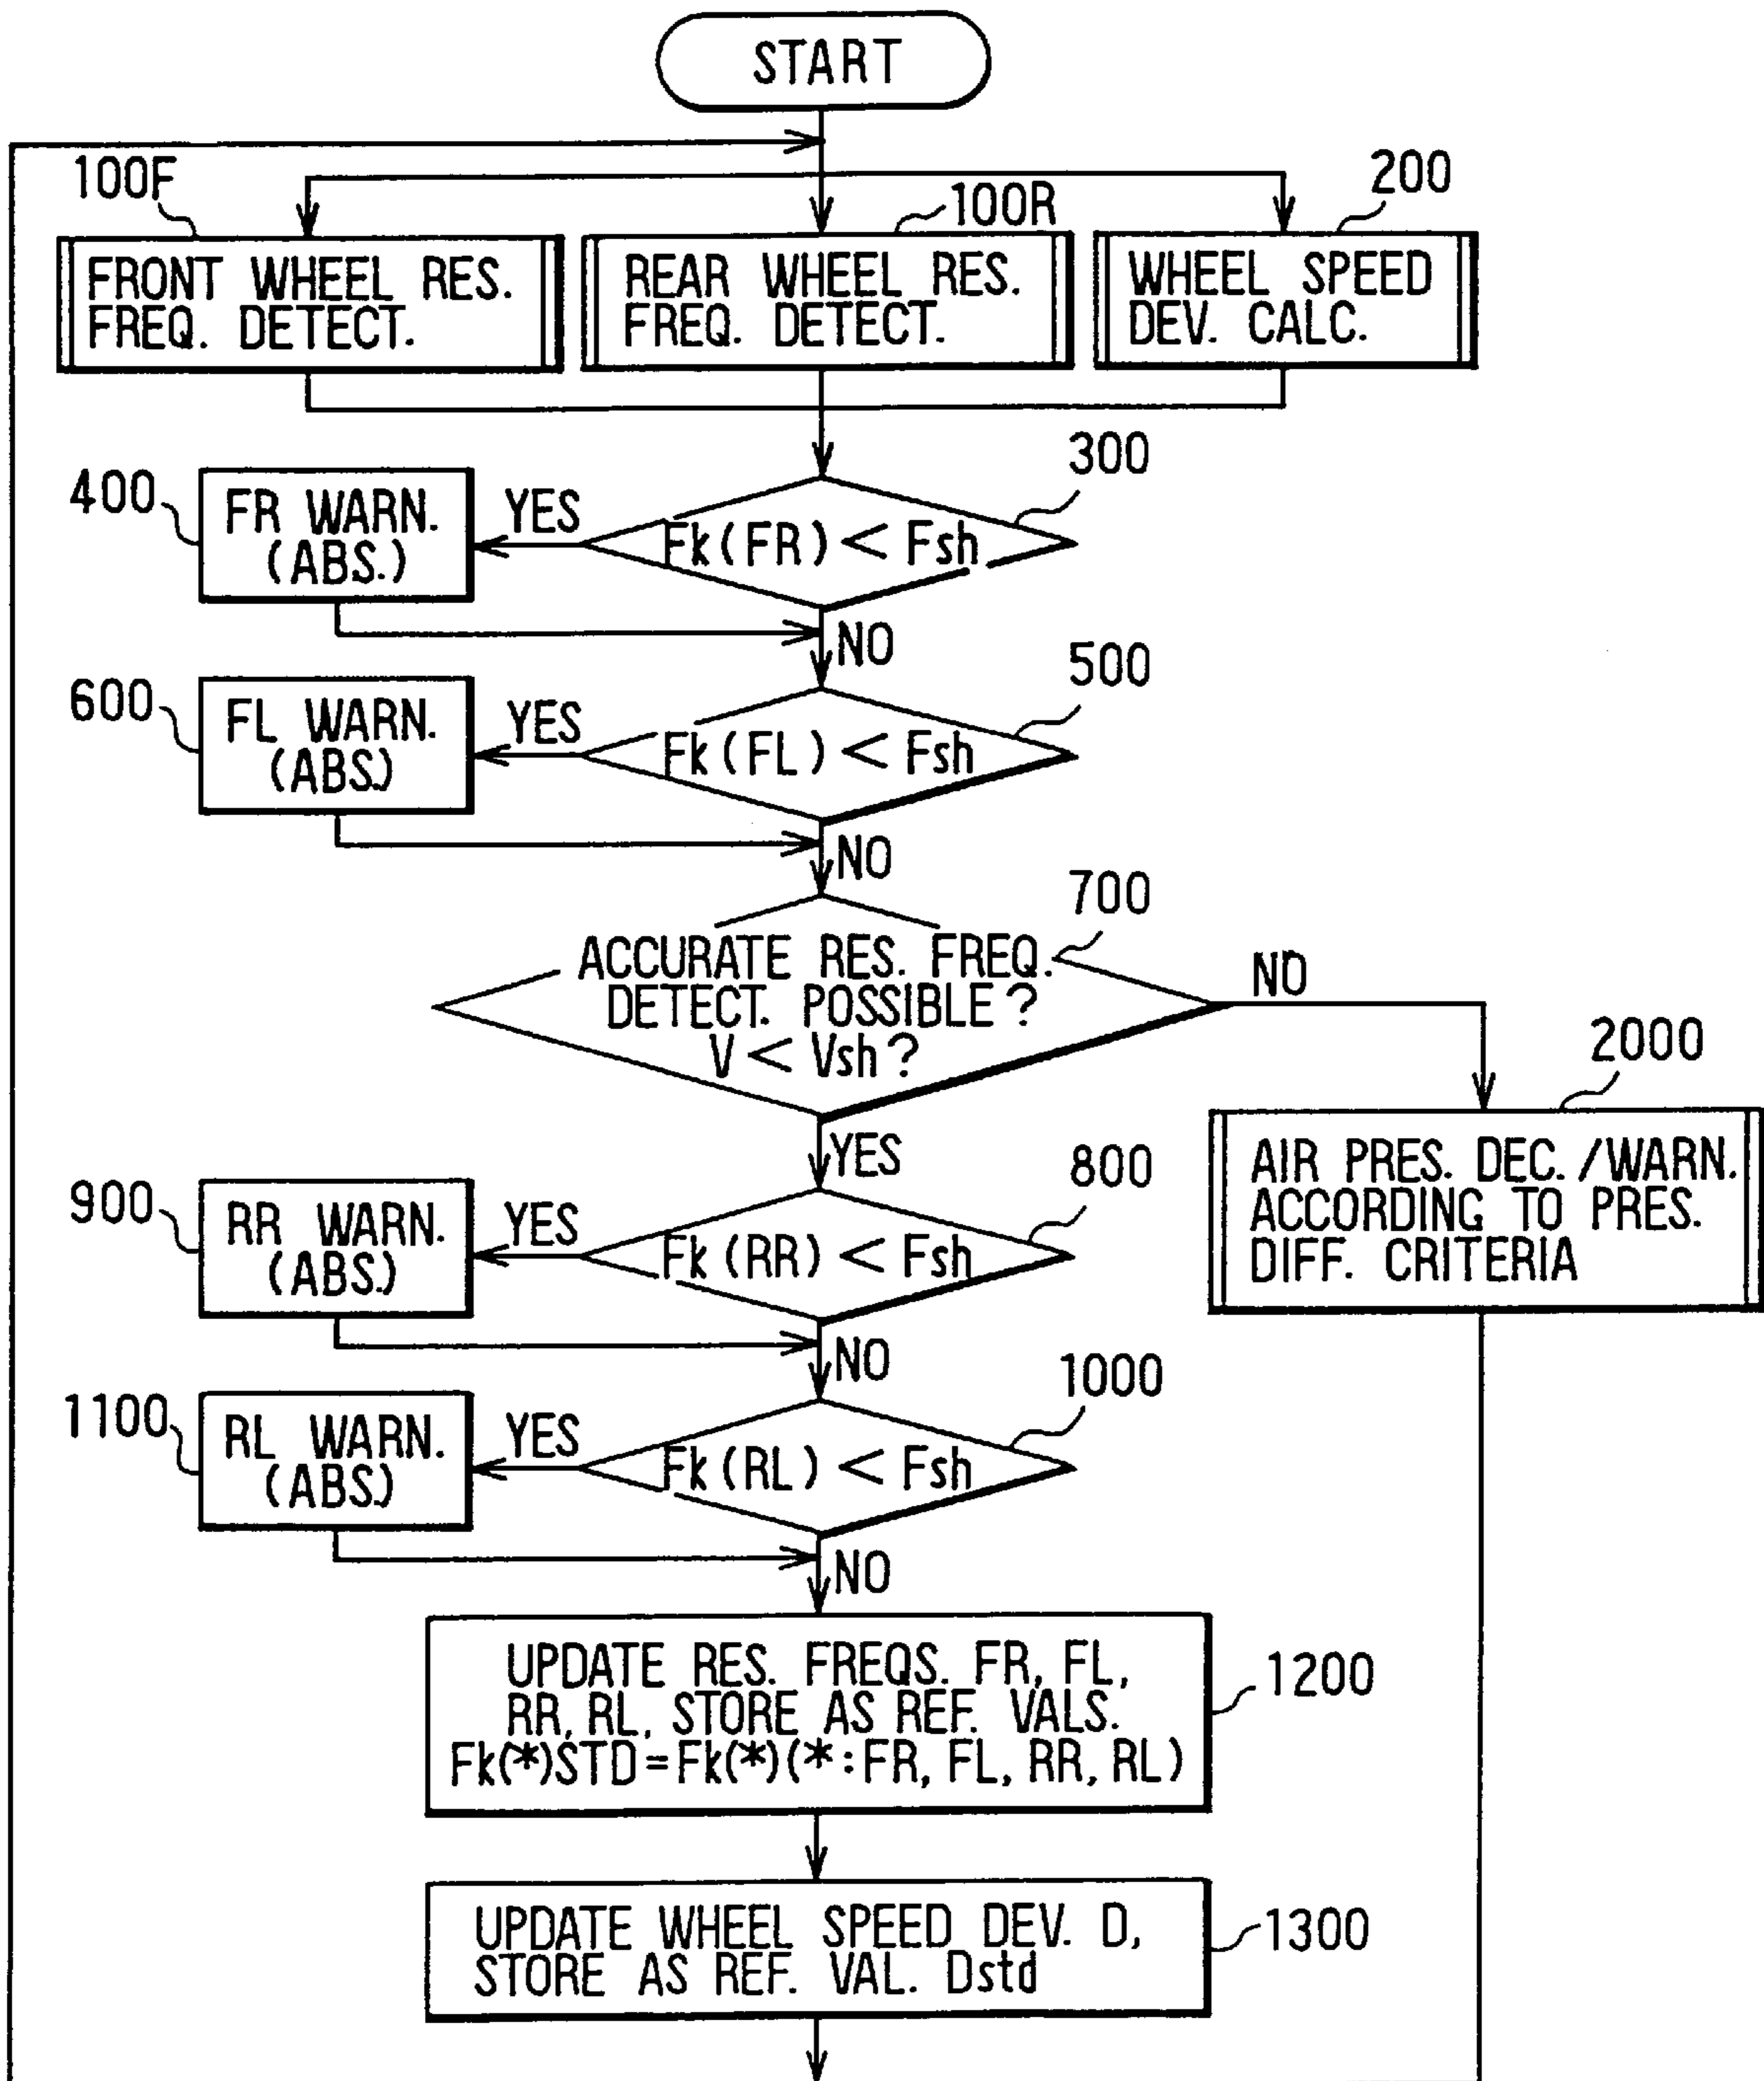 START
100F
100R
200
FRONT WHEEL RES.
FREQ. DETECT.
REAR WHEEL RES.
FREQ. DETECT.
WHEEL SPEED
DEV. CALC.
300
400
FR WARN.
(ABS.)
YES
Fk(FR) < Fsh
NO
500
600
FL WARN.
(ABS.)
YES
Fk(FL) < Fsh
NO
700
ACCURATE RES. FREQ.
DETECT. POSSIBLE?
V < Vsh?
NO
2000
YES
AIR PRES. DEC./WARN.
ACCORDING TO PRES.
DIFF. CRITERIA
800
900
RR WARN.
(ABS.)
YES
Fk(RR) < Fsh
NO
1000
1100
RL WARN.
(ABS.)
YES
Fk(RL) < Fsh
NO
UPDATE RES. FREQS. FR, FL,
RR, RL, STORE AS REF. VALS.
Fk(*)STD=Fk(*)(*:FR, FL, RR, RL)
1200
UPDATE WHEEL SPEED DEV. D,
STORE AS REF. VAL. Dstd
1300